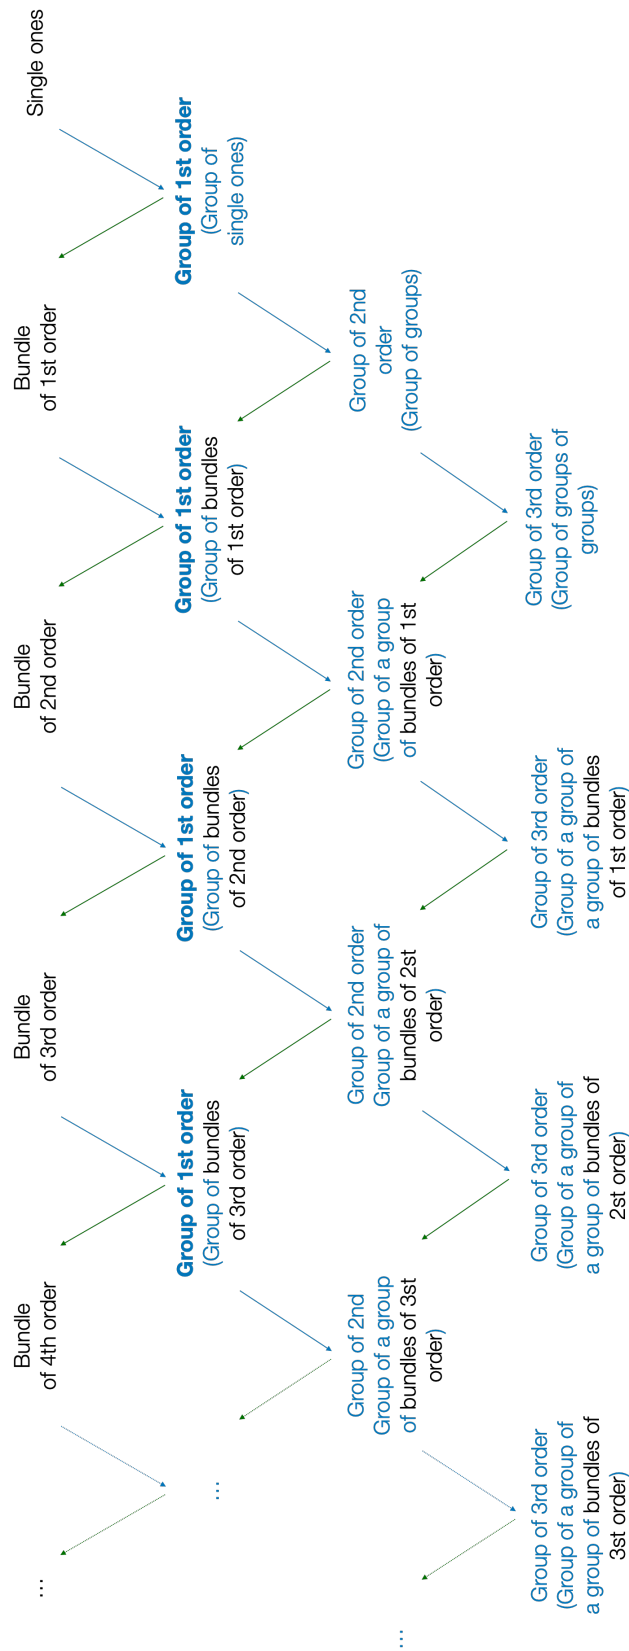 Single ones
Group of 1st order
(Group of
single ones)
Bundle
of 1st order
Group of 2nd
order
(Group of groups)
Group of 1st order
(Group of bundles
of 1st order)
Group of 3rd order
(Group of groups of
groups)
Bundle
of 2nd order
Group of 2nd order
(Group of a group
of bundles of 1st
order)
Group of 1st order
(Group of bundles
of 2nd order)
Group of 3rd order
(Group of a group of
a group of bundles
of 1st order)
Bundle
of 3rd order
Group of 2nd order
Group of a group of
bundles of 2st
order)
Group of 1st order
(Group of bundles
of 3rd order)
Group of 3rd order
(Group of a group of
a group of bundles of
2st order)
Bundle
of 4th order
Group of 2nd
Group of a group
of bundles of 3st
order)
...
Group of 3rd order
(Group of a group of
a group of bundles of
3st order)
...
...